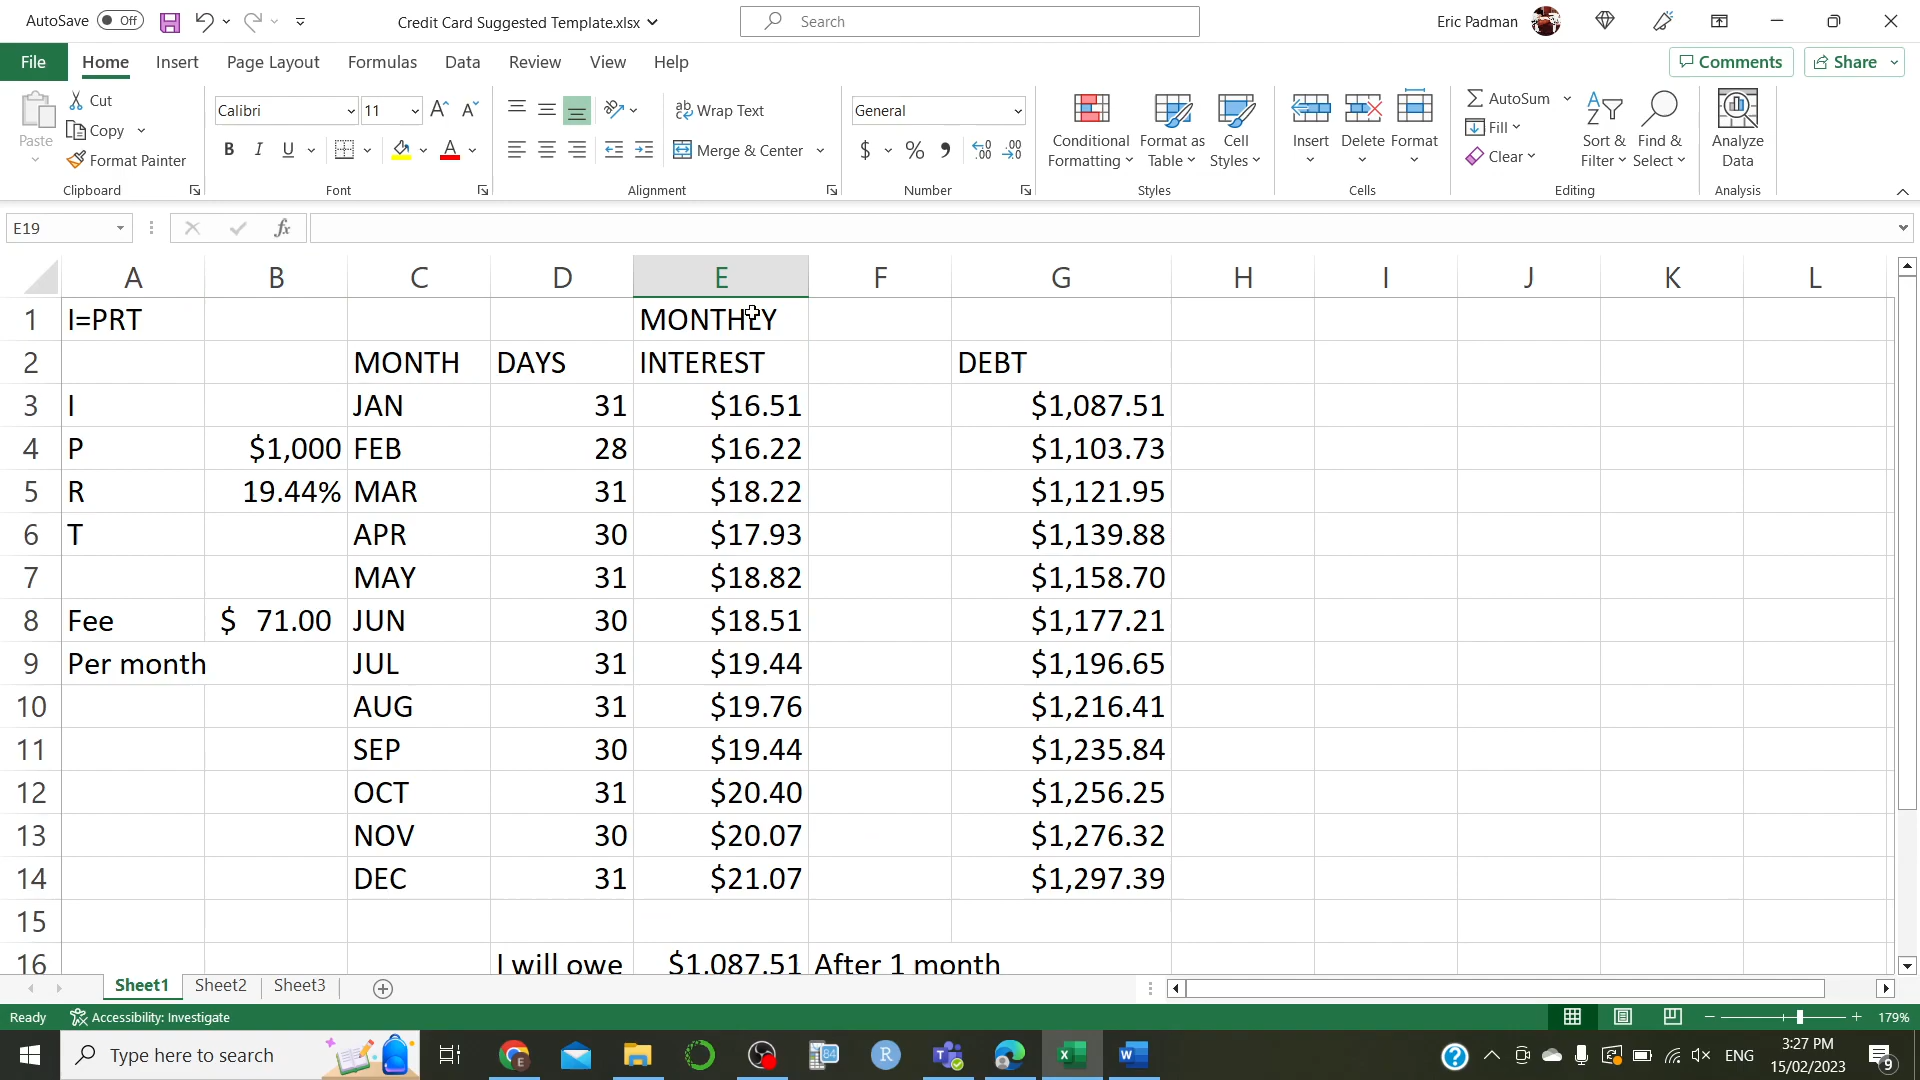 AutoSave Off Credit Card Suggested Template.xlsx Search Eric Padman
File Home Insert Page Layout Formulas Data Review View Help Comments Share
Paste Cut Copy Format Painter Clipboard
Calibri 11 B I U A Font
ab Wrap Text Merge & Center Alignment
General $ % , Number
Conditional Formatting Format as Table Cell Styles Styles
Insert Delete Format Cells
AutoSum Fill Clear Sort & Filter Find & Select Editing
Analyze Data Analysis
E19 fx
A B C D E F G H I J K L
1 I=PRT MONTHLY
2 MONTH DAYS INTEREST DEBT
3 I JAN 31 $16.51 $1,087.51
4 P $1,000 FEB 28 $16.22 $1,103.73
5 R 19.44% MAR 31 $18.22 $1,121.95
6 T APR 30 $17.93 $1,139.88
7 MAY 31 $18.82 $1,158.70
8 Fee $ 71.00 JUN 30 $18.51 $1,177.21
9 Per month JUL 31 $19.44 $1,196.65
10 AUG 31 $19.76 $1,216.41
11 SEP 30 $19.44 $1,235.84
12 OCT 31 $20.40 $1,256.25
13 NOV 30 $20.07 $1,276.32
14 DEC 31 $21.07 $1,297.39
15
16 I will owe $1,087.51 After 1 month
Sheet1 Sheet2 Sheet3
Ready Accessibility: Investigate 179%
Type here to search ENG 3:27 PM
15/02/2023 9